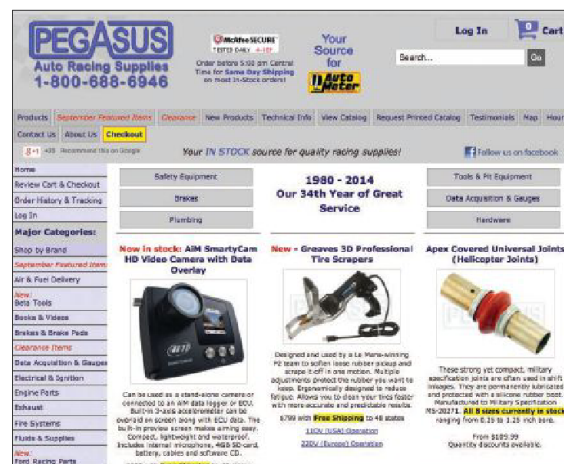 PEGASUS
Auto Racing Supplies
1-800-688-6946
McAfee SECURE
TESTED DAILY 4-SEP
Order before 5:00 pm Central
Time for Same Day Shipping
on most In-Stock orders!
Your
Source
for
Auto
Meter
Log In
0
Cart
Search...
Go
Products
September Featured Items
Clearance
New Products
Technical Info
View Catalog
Request Printed Catalog
Testimonials
Map
Hour
Contact Us
About Us
Checkout
Recommend this on Google
Your IN STOCK source for quality racing supplies!
Follow us on facebook
Home
Review Cart & Checkout
Order History & Tracking
Log In
Major Categories:
Shop by Brand
September Featured Items
Air & Fuel Delivery
New!
Beta Tools
Books & Videos
Brakes & Brake Pads
Clearance Items
Data Acquisition & Gauges
Electrical & Ignition
Engine Parts
Exhaust
Fire Systems
Fluids & Supplies
New!
Ford Racing Parts
Safety Equipment
Brakes
Plumbing
1980 - 2014
Our 34th Year of Great
Service
Tools & Pit Equipment
Data Acquisition & Gauges
Hardware
Now in stock: AiM SmartyCam
HD Video Camera with Data
Overlay
Can be used as a stand-alone camera or
connected to an AiM data logger or ECU.
Built-in 3-axis accelerometer can be
overlaid on screen along with ECU data. The
built-in preview screen makes aiming easy.
Compact, lightweight and waterproof.
Includes internal microphone, 4GB SD-card,
battery, cables and software CD.
New - Greaves 3D Professional
Tire Scrapers
Designed and used by a Le Mans-winning
P2 team to soften loose rubber pickup and
scrape it off in one motion. Multiple
adjustments protect the rubber you want to
keep. Ergonomically designed to reduce
fatigue. Allows you to clean your tires faster
with more accurate and predictable results.
$799 with Free Shipping to 48 states
110V (USA) Operation
220V (Europe) Operation
Apex Covered Universal Joints
(Helicopter Joints)
PEGASUS
These strong yet compact, military
specification joints are often used in shift
linkages. They are permanently lubricated
and protected with a silicone rubber boot.
Manufactured to Military Specification
MS-20271. All 8 sizes currently in stock
ranging from 0.25 to 1.25 inch bore.
From $109.99
Quantity discounts available.